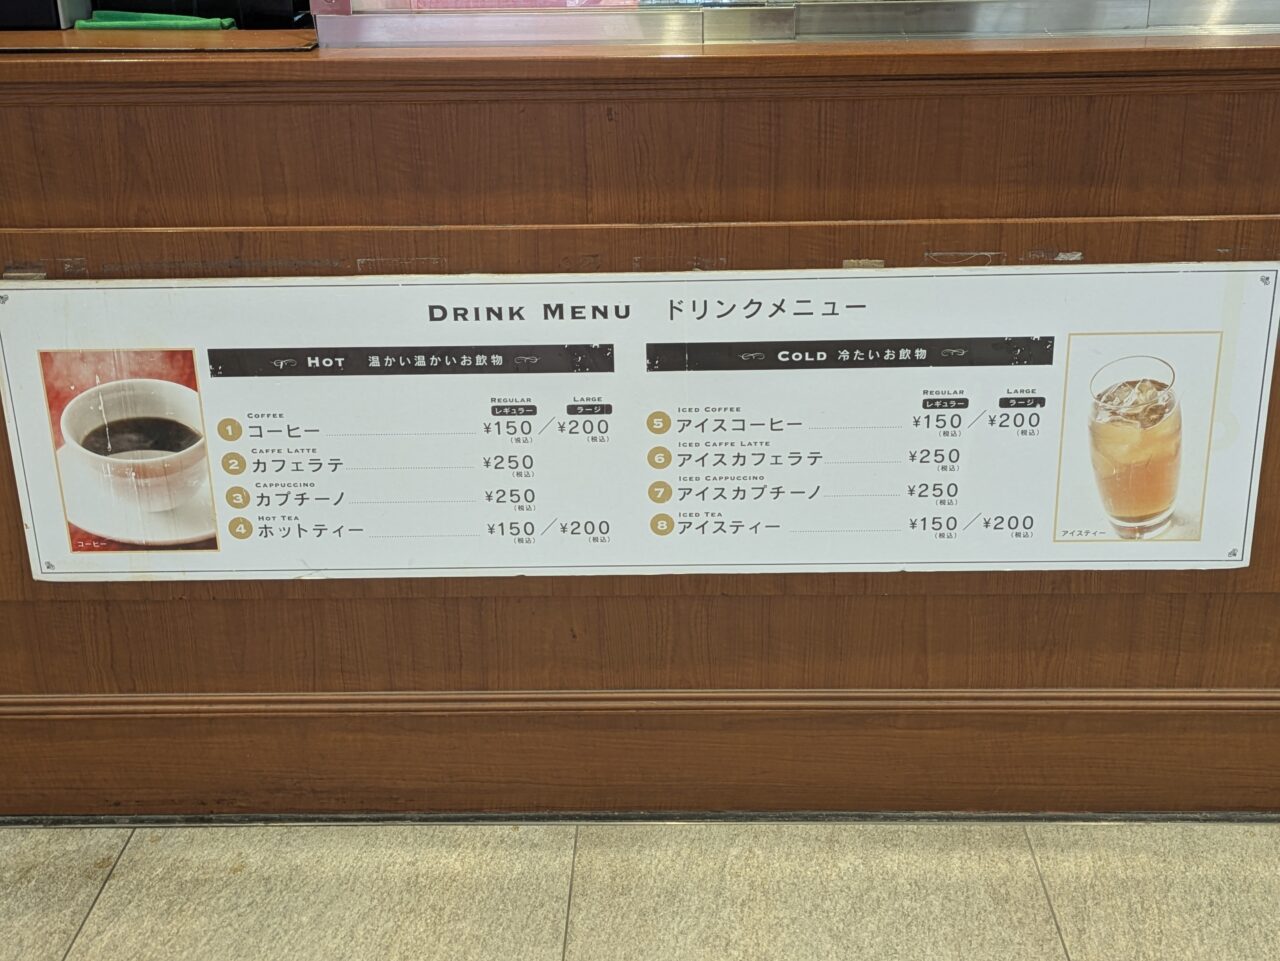 DRINK MENU ドリンクメニュー
HOT 温かい温かいお飲物
REGULAR LARGE
レギュラー ラージ
COFFEE
1 コーヒー ¥150 (税込) / ¥200 (税込)
CAFFE LATTE
2 カフェラテ ¥250 (税込)
CAPPUCCINO
3 カプチーノ ¥250 (税込)
HOT TEA
4 ホットティー ¥150 (税込) / ¥200 (税込)
コーヒー
COLD 冷たいお飲物
REGULAR LARGE
レギュラー ラージ
ICED COFFEE
5 アイスコーヒー ¥150 (税込) / ¥200 (税込)
ICED CAFFE LATTE
6 アイスカフェラテ ¥250 (税込)
ICED CAPPUCCINO
7 アイスカプチーノ ¥250 (税込)
ICED TEA
8 アイスティー ¥150 (税込) / ¥200 (税込)
アイスティー